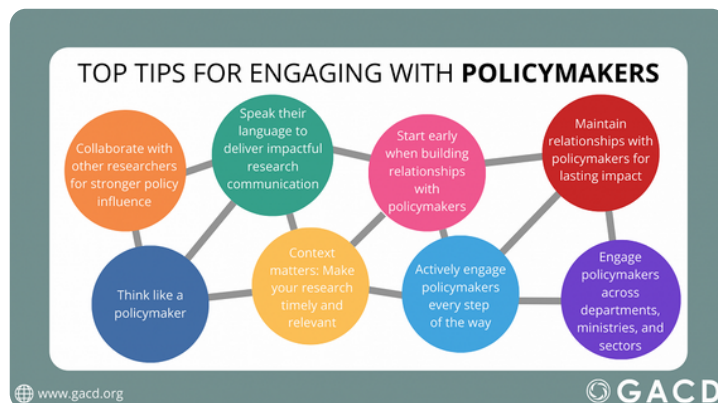 TOP TIPS FOR ENGAGING WITH POLICYMAKERS
Collaborate with
other researchers
for stronger policy
influence
Speak their
language to
deliver impactful
research
communication
Start early
when building
relationships
with
policymakers
Maintain
relationships with
policymakers for
lasting impact
Think like a
policymaker
Context
matters: Make
your research
timely and
relevant
Actively engage
policymakers
every step
of the way
Engage
policymakers
across
departments,
ministries, and
sectors
www.gacd.org
GACD